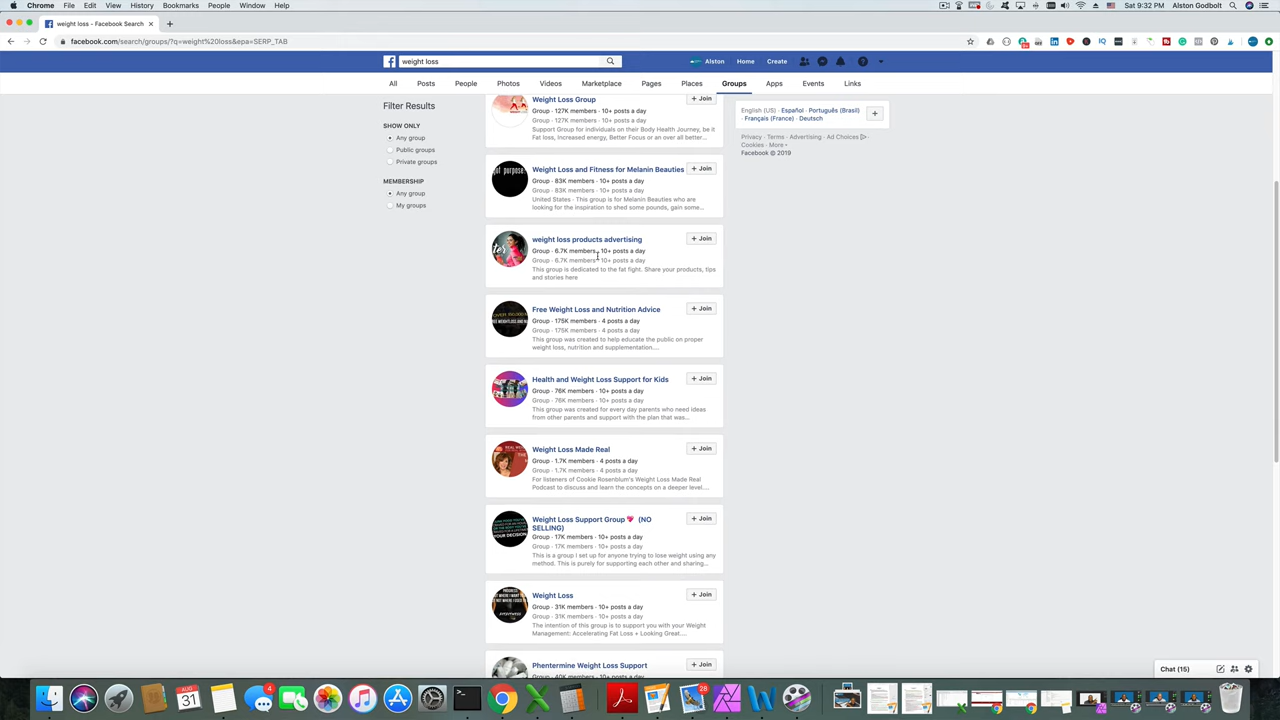 Chrome File Edit View History Bookmarks People Window Help
Sat 9:32 PM Alston Godbolt
weight loss - Facebook Search
facebook.com/search/groups/?q=weight%20loss&epa=SERP_TAB
weight loss
Alston Home Create
All Posts People Photos Videos Marketplace Pages Places Groups Apps Events Links
Filter Results
SHOW ONLY
Any group
Public groups
Private groups
MEMBERSHIP
Any group
My groups
Weight Loss Group
+ Join
Group · 127K members · 10+ posts a day
Group · 127K members · 10+ posts a day
Support Group for individuals on their Body Health Journey, be it
Fat loss, Increased energy, Better Focus or an over all better...
got purpose
Weight Loss and Fitness for Melanin Beauties
+ Join
Group · 83K members · 10+ posts a day
Group · 83K members · 10+ posts a day
United States · This group is for Melanin Beauties who are
looking for the inspiration to shed some pounds, gain some...
weight loss products advertising
+ Join
Group · 6.7K members · 10+ posts a day
Group · 6.7K members · 10+ posts a day
This group is dedicated to the fat fight. Share your products, tips
and stories here
Free Weight Loss and Nutrition Advice
+ Join
Group · 175K members · 4 posts a day
Group · 175K members · 4 posts a day
This group was created to help educate the public on proper
weight loss, nutrition and supplementation....
Health and Weight Loss Support for Kids
+ Join
Group · 76K members · 10+ posts a day
Group · 76K members · 10+ posts a day
This group was created for every day parents who need ideas
from other parents and support with the plan that was...
Weight Loss Made Real
+ Join
Group · 1.7K members · 4 posts a day
Group · 1.7K members · 4 posts a day
For listeners of Cookie Rosenblum's Weight Loss Made Real
Podcast to discuss and learn the concepts on a deeper level....
YOUR DECISION
Weight Loss Support Group 💖 (NO
SELLING)
+ Join
Group · 17K members · 10+ posts a day
Group · 17K members · 10+ posts a day
This is a group I set up for anyone trying to lose weight using any
method. This is purely for supporting each other and sharing...
Weight Loss
+ Join
Group · 31K members · 10+ posts a day
Group · 31K members · 10+ posts a day
The intention of this group is to support you with your Weight
Management: Accelerating Fat Loss + Looking Great....
Phentermine Weight Loss Support
+ Join
Group · 40K members · 10+ posts a day
English (US) · Español · Português (Brasil)
· Français (France) · Deutsch
Privacy · Terms · Advertising · Ad Choices
Cookies · More
Facebook © 2019
Chat (15)
AUG
31
4
28